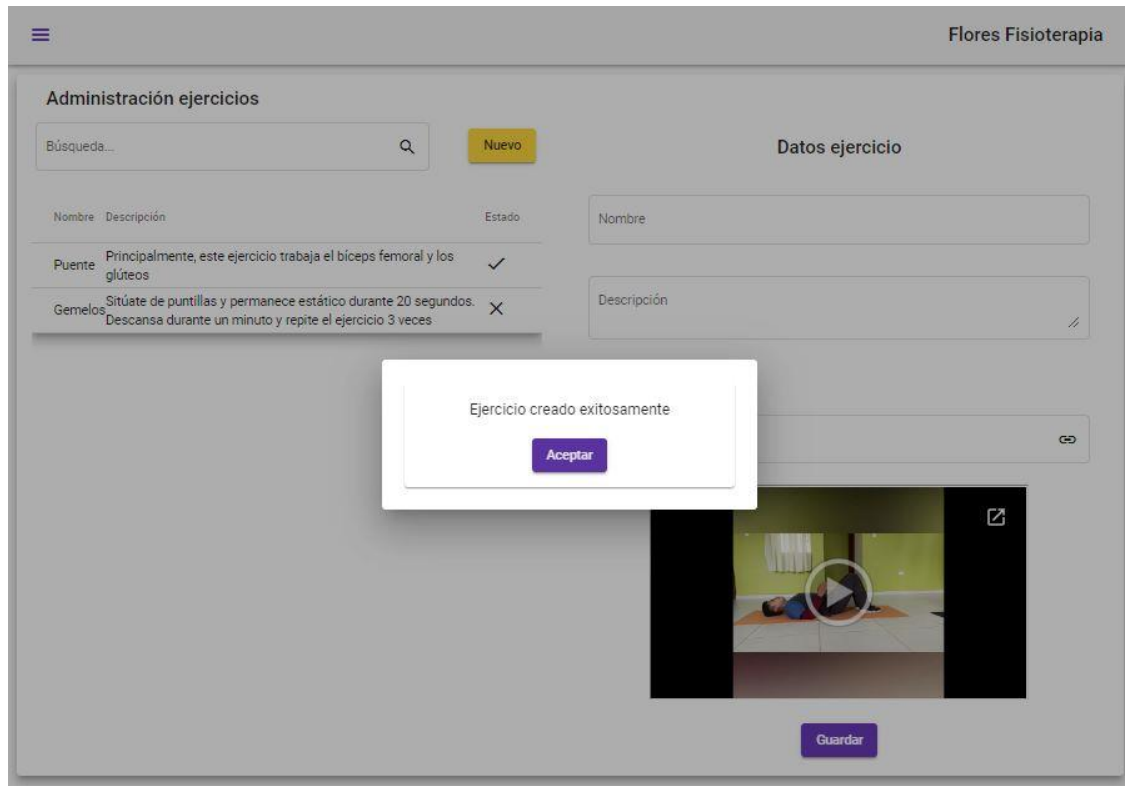 Flores Fisioterapia
Administración ejercicios
Búsqueda...
Nuevo
Nombre Descripción Estado
Puente Principalmente, este ejercicio trabaja el bíceps femoral y los
glúteos
Gemelos Sitúate de puntillas y permanece estático durante 20 segundos.
Descansa durante un minuto y repite el ejercicio 3 veces
Datos ejercicio
Nombre
Descripción
Ejercicio creado exitosamente
Aceptar
Guardar